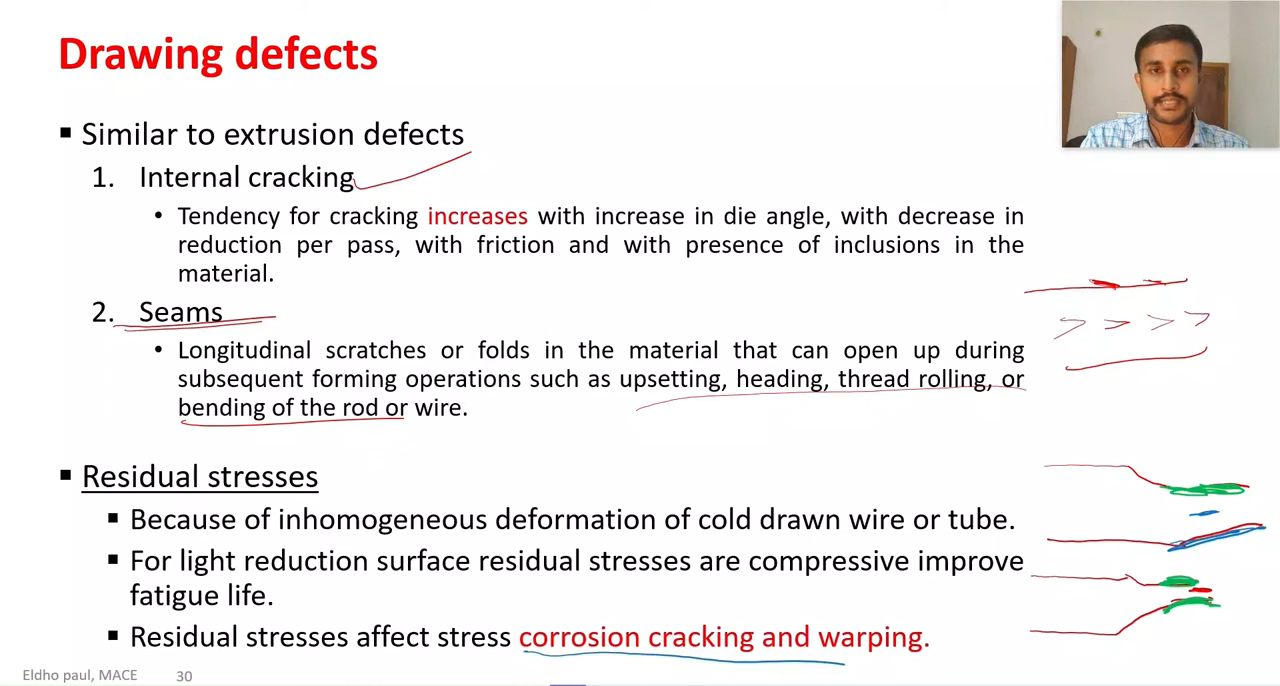 Drawing defects
▪ Similar to extrusion defects
1. Internal cracking
• Tendency for cracking increases with increase in die angle, with decrease in
reduction per pass, with friction and with presence of inclusions in the
material.
2. Seams
• Longitudinal scratches or folds in the material that can open up during
subsequent forming operations such as upsetting, heading, thread rolling, or
bending of the rod or wire.
▪ Residual stresses
▪ Because of inhomogeneous deformation of cold drawn wire or tube.
▪ For light reduction surface residual stresses are compressive improve
fatigue life.
▪ Residual stresses affect stress corrosion cracking and warping.
Eldho paul, MACE 30